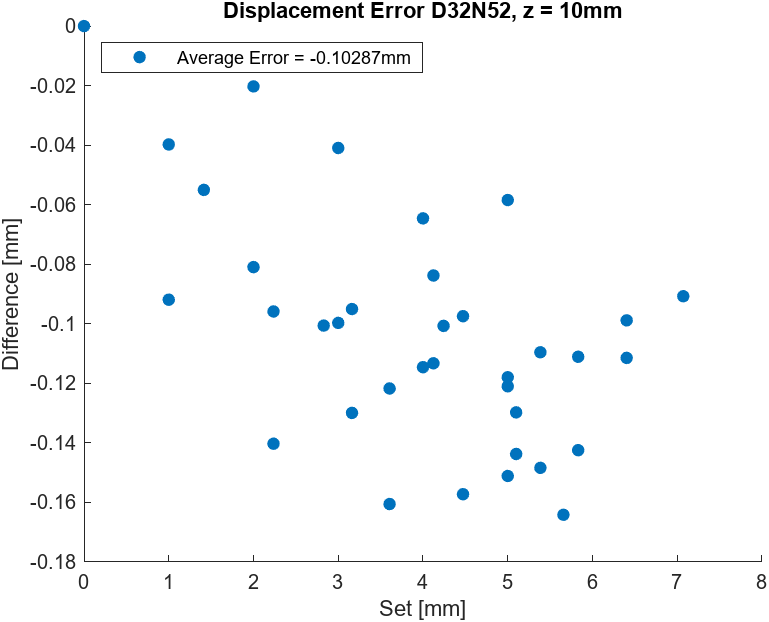 Displacement Error D32N52, z = 10mm
Average Error = -0.10287mm
0
-0.02
-0.04
-0.06
-0.08
-0.1
-0.12
-0.14
-0.16
-0.18
Difference [mm]
0 1 2 3 4 5 6 7 8
Set [mm]